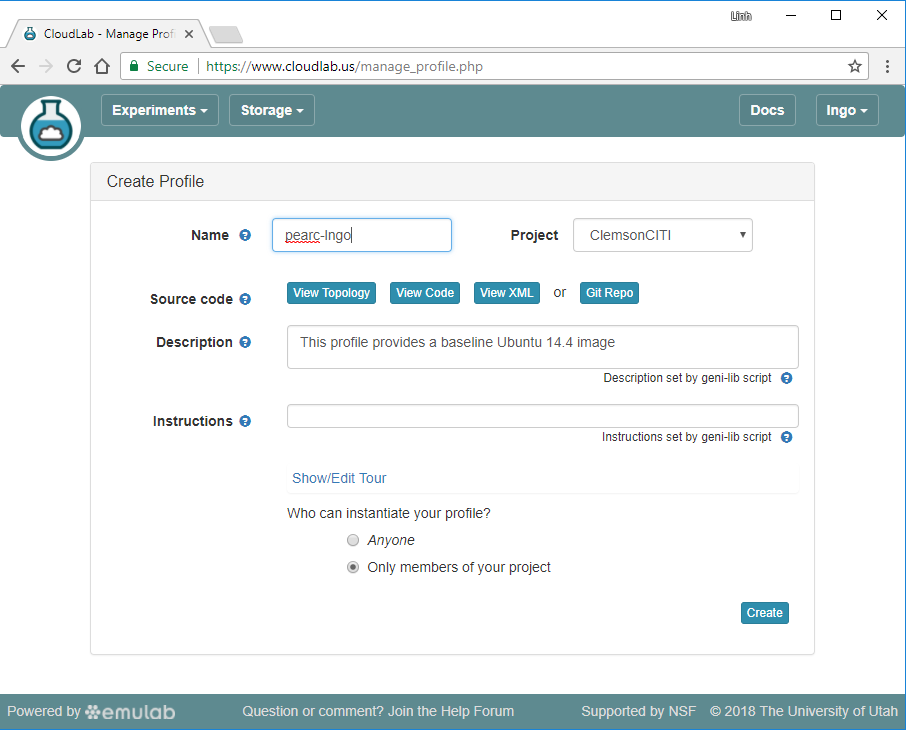 Linh
CloudLab - Manage Prof
Secure https://www.cloudlab.us/manage_profile.php
Experiments Storage Docs Ingo
Create Profile
Name pearc-Ingo Project ClemsonCITI
Source code View Topology View Code View XML or Git Repo
Description This profile provides a baseline Ubuntu 14.4 image
Description set by geni-lib script
Instructions
Instructions set by geni-lib script
Show/Edit Tour
Who can instantiate your profile?
Anyone
Only members of your project
Create
Powered by emulab Question or comment? Join the Help Forum Supported by NSF © 2018 The University of Utah